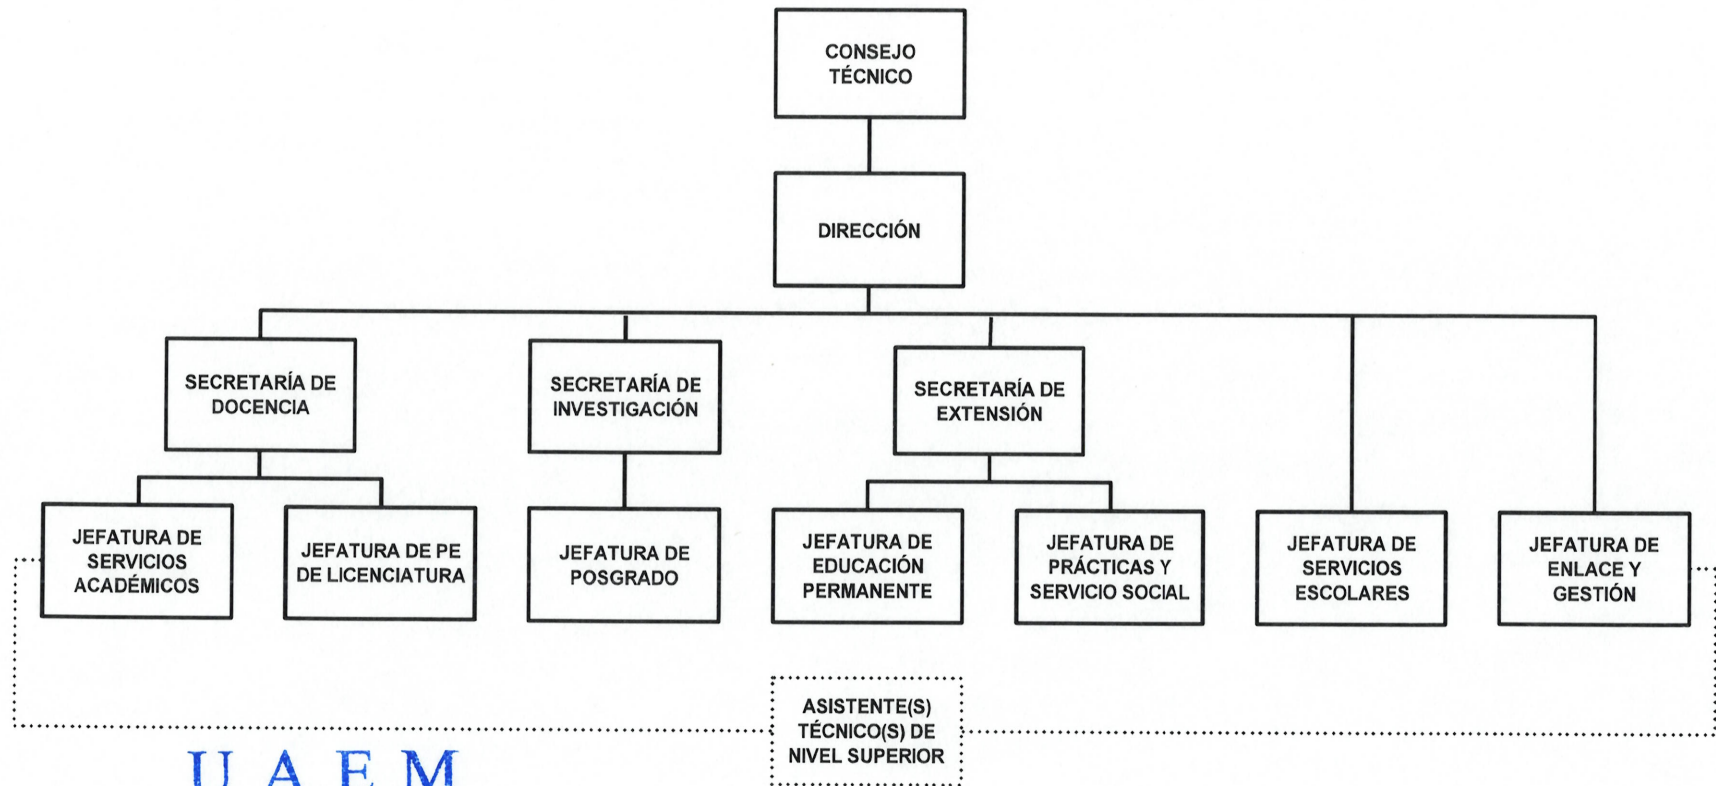 CONSEJO
TÉCNICO
DIRECCIÓN
SECRETARÍA DE
DOCENCIA
SECRETARÍA DE
INVESTIGACIÓN
SECRETARÍA DE
EXTENSIÓN
JEFATURA DE
SERVICIOS
ACADÉMICOS
JEFATURA DE PE
DE LICENCIATURA
JEFATURA DE
POSGRADO
JEFATURA DE
EDUCACIÓN
PERMANENTE
JEFATURA DE
PRÁCTICAS Y
SERVICIO SOCIAL
JEFATURA DE
SERVICIOS
ESCOLARES
JEFATURA DE
ENLACE Y
GESTIÓN
ASISTENTE(S)
TÉCNICO(S) DE
NIVEL SUPERIOR
U A E M